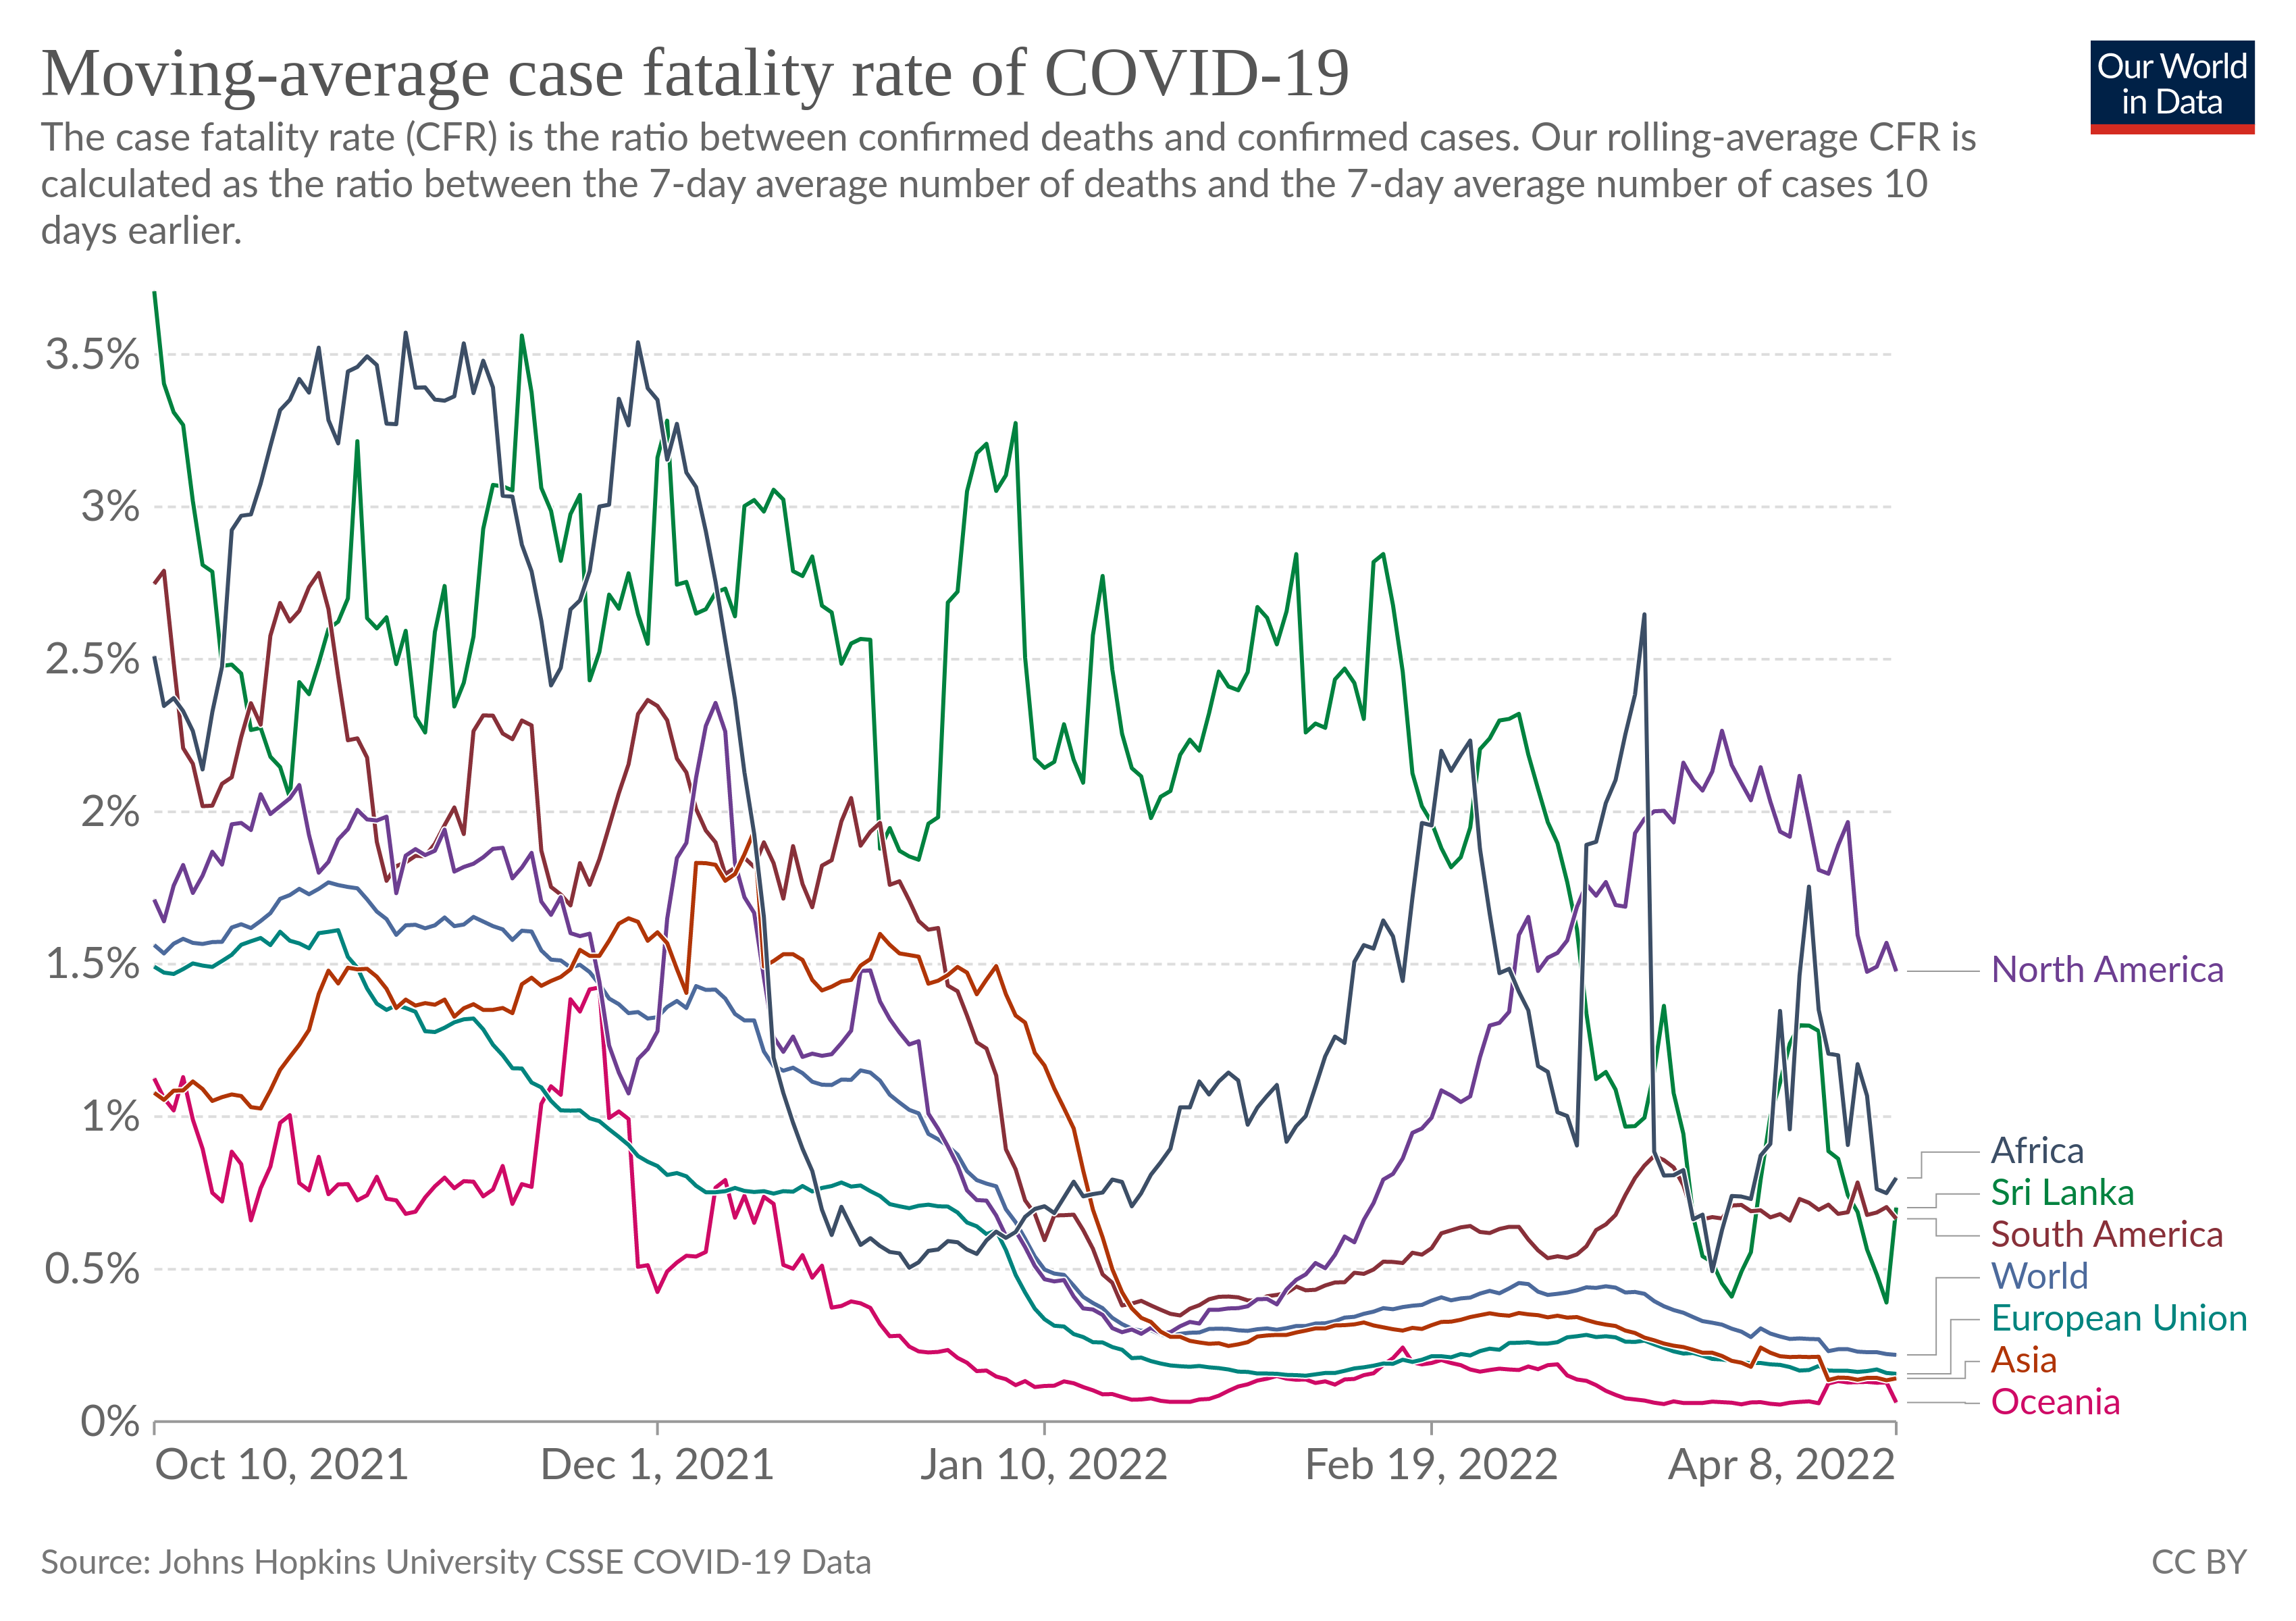 Moving-average case fatality rate of COVID-19
Our World
in Data
The case fatality rate (CFR) is the ratio between confirmed deaths and confirmed cases. Our rolling-average CFR is
calculated as the ratio between the 7-day average number of deaths and the 7-day average number of cases 10
days earlier.
3.5%
3%
2.5%
2%
1.5%
1%
0.5%
0%
North America
Africa
Sri Lanka
South America
World
European Union
Asia
Oceania
Oct 10, 2021
Dec 1, 2021
Jan 10, 2022
Feb 19, 2022
Apr 8, 2022
Source: Johns Hopkins University CSSE COVID-19 Data
CC BY